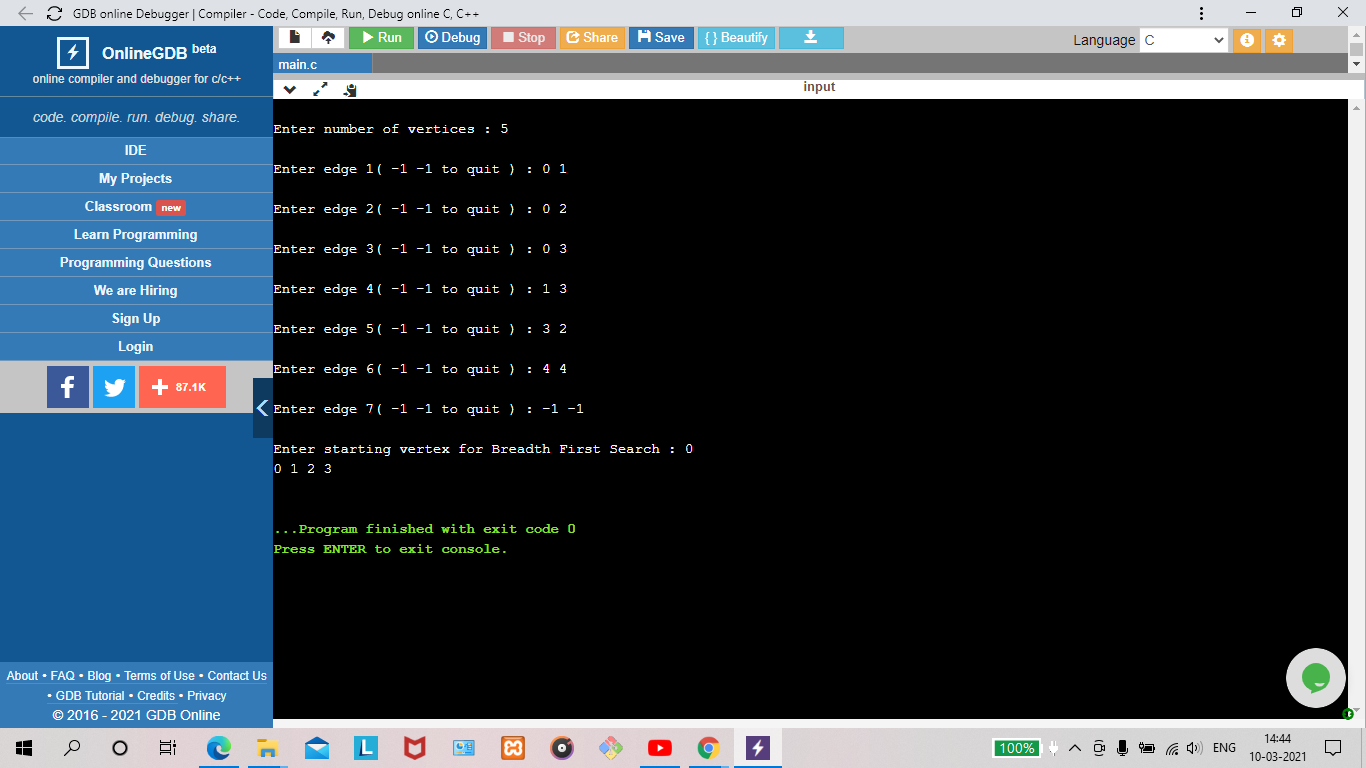 GDB online Debugger | Compiler - Code, Compile, Run, Debug online C, C++
OnlineGDB beta
online compiler and debugger for c/c++
code. compile. run. debug. share.
IDE
My Projects
Classroom new
Learn Programming
Programming Questions
We are Hiring
Sign Up
Login
87.1K
About • FAQ • Blog • Terms of Use • Contact Us
• GDB Tutorial • Credits • Privacy
© 2016 - 2021 GDB Online
Run Debug Stop Share Save { } Beautify
Language C
main.c
input
Enter number of vertices : 5
Enter edge 1( -1 -1 to quit ) : 0 1
Enter edge 2( -1 -1 to quit ) : 0 2
Enter edge 3( -1 -1 to quit ) : 0 3
Enter edge 4( -1 -1 to quit ) : 1 3
Enter edge 5( -1 -1 to quit ) : 3 2
Enter edge 6( -1 -1 to quit ) : 4 4
Enter edge 7( -1 -1 to quit ) : -1 -1
Enter starting vertex for Breadth First Search : 0
0 1 2 3
...Program finished with exit code 0
Press ENTER to exit console.
100%
ENG
14:44
10-03-2021